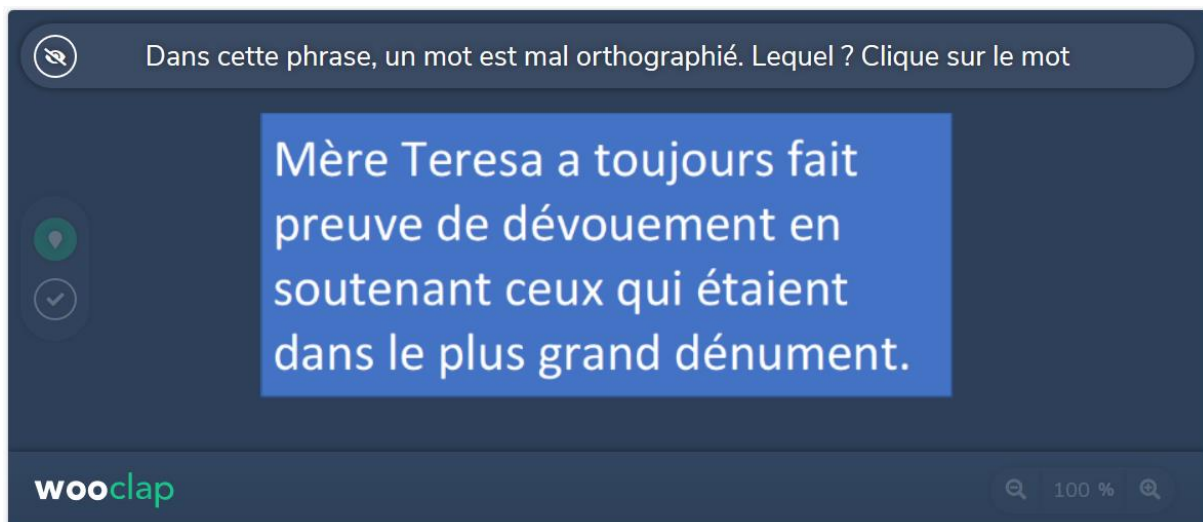 Dans cette phrase, un mot est mal orthographié. Lequel ? Clique sur le mot
Mère Teresa a toujours fait
preuve de dévouement en
soutenant ceux qui étaient
dans le plus grand dénument.
wooclap
100 %